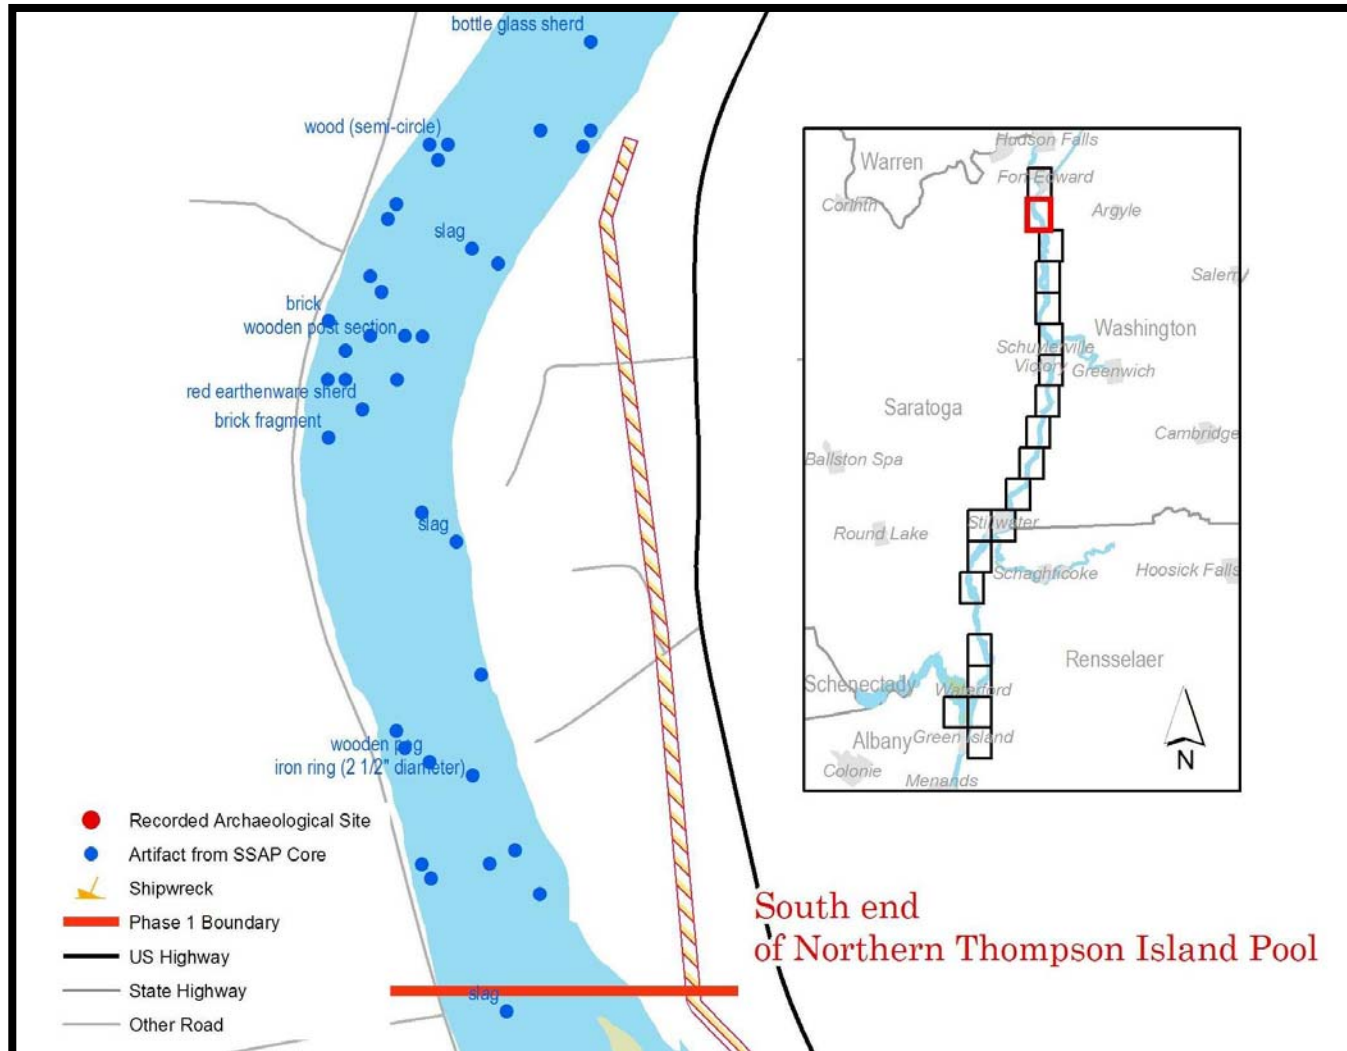 bottle glass sherd
wood (semi-circle)
slag
brick
wooden post section
red earthenware sherd
brick fragment
slag
wooden peg
iron ring (2 1/2" diameter)
slag
Recorded Archaeological Site
Artifact from SSAP Core
Shipwreck
Phase 1 Boundary
US Highway
State Highway
Other Road
South end
of Northern Thompson Island Pool
Hudson Falls
Warren
Fort Edward
Corinth
Argyle
Salem
Washington
Schuylerville
Victory
Greenwich
Saratoga
Cambridge
Ballston Spa
Stillwater
Round Lake
Schaghticoke
Hoosick Falls
Rensselaer
Schenectady
Waterford
Albany
Green Island
Colonie
Menands
N